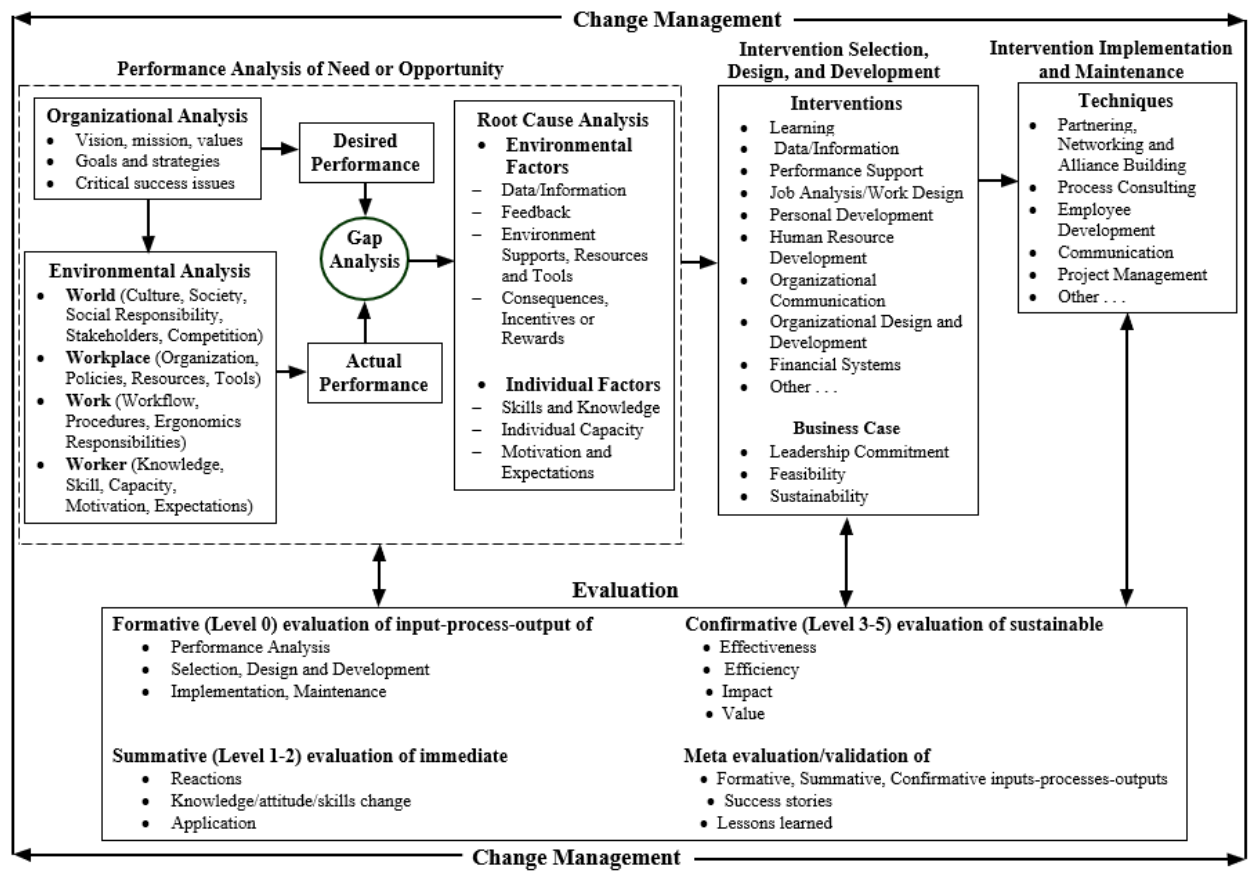 Change Management
Performance Analysis of Need or Opportunity
Organizational Analysis
• Vision, mission, values
• Goals and strategies
• Critical success issues
Environmental Analysis
• World (Culture, Society,
Social Responsibility,
Stakeholders, Competition)
• Workplace (Organization,
Policies, Resources, Tools)
• Work (Workflow,
Procedures, Ergonomics
Responsibilities)
• Worker (Knowledge,
Skill, Capacity,
Motivation, Expectations)
Desired
Performance
Gap
Analysis
Actual
Performance
Root Cause Analysis
• Environmental
Factors
– Data/Information
– Feedback
– Environment
Supports, Resources
and Tools
– Consequences,
Incentives or
Rewards
• Individual Factors
– Skills and Knowledge
– Individual Capacity
– Motivation and
Expectations
Intervention Selection,
Design, and Development
Interventions
• Learning
• Data/Information
• Performance Support
• Job Analysis/Work Design
• Personal Development
• Human Resource
Development
• Organizational
Communication
• Organizational Design and
Development
• Financial Systems
• Other . . .
Business Case
• Leadership Commitment
• Feasibility
• Sustainability
Intervention Implementation
and Maintenance
Techniques
• Partnering,
Networking and
Alliance Building
• Process Consulting
• Employee
Development
• Communication
• Project Management
• Other . . .
Evaluation
Formative (Level 0) evaluation of input-process-output of
• Performance Analysis
• Selection, Design and Development
• Implementation, Maintenance
Summative (Level 1-2) evaluation of immediate
• Reactions
• Knowledge/attitude/skills change
• Application
Confirmative (Level 3-5) evaluation of sustainable
• Effectiveness
• Efficiency
• Impact
• Value
Meta evaluation/validation of
• Formative, Summative, Confirmative inputs-processes-outputs
• Success stories
• Lessons learned
Change Management